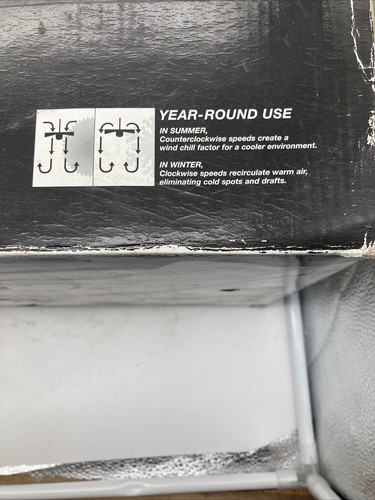 YEAR-ROUND USE
IN SUMMER,
Counterclockwise speeds create a
wind chill factor for a cooler environment.
IN WINTER,
Clockwise speeds recirculate warm air,
eliminating cold spots and drafts.